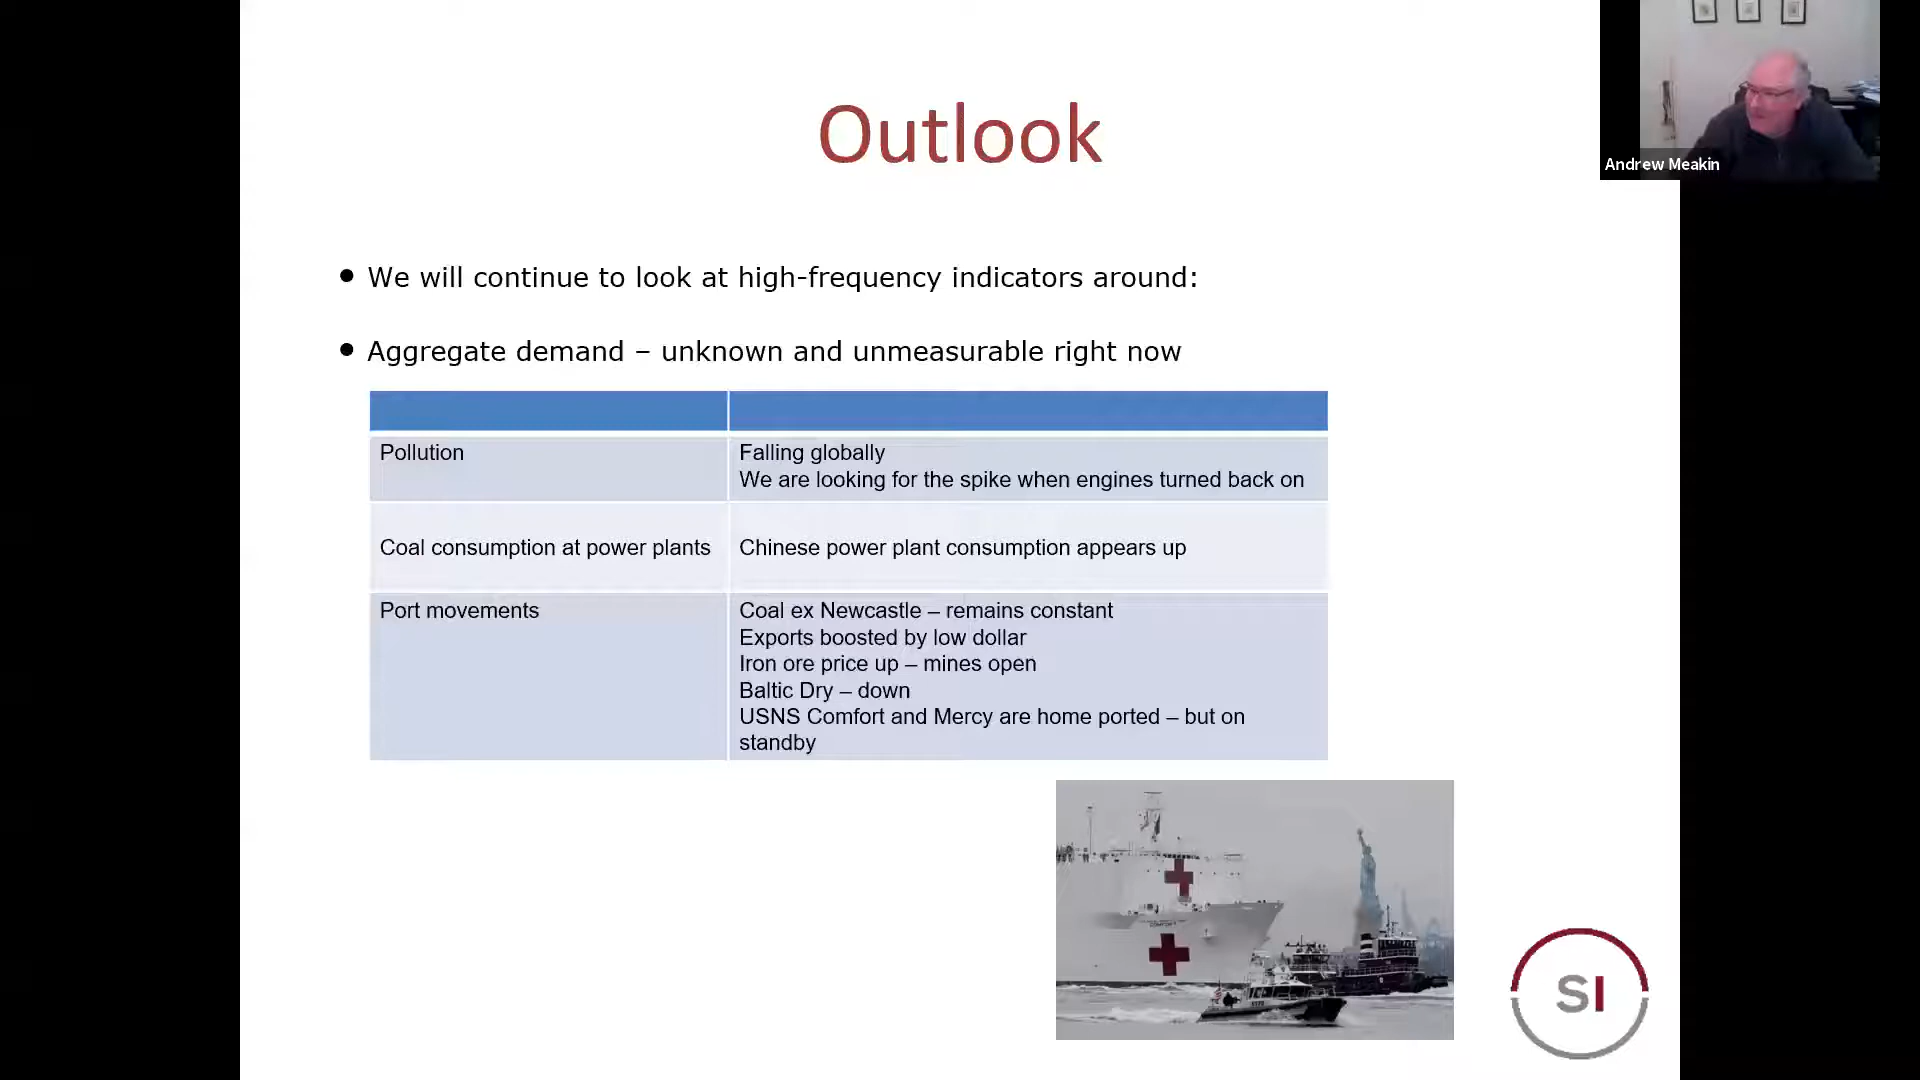 Outlook
Andrew Meakin
• We will continue to look at high-frequency indicators around:
• Aggregate demand – unknown and unmeasurable right now
Pollution
Falling globally
We are looking for the spike when engines turned back on
Coal consumption at power plants
Chinese power plant consumption appears up
Port movements
Coal ex Newcastle – remains constant
Exports boosted by low dollar
Iron ore price up – mines open
Baltic Dry – down
USNS Comfort and Mercy are home ported – but on
standby
SI